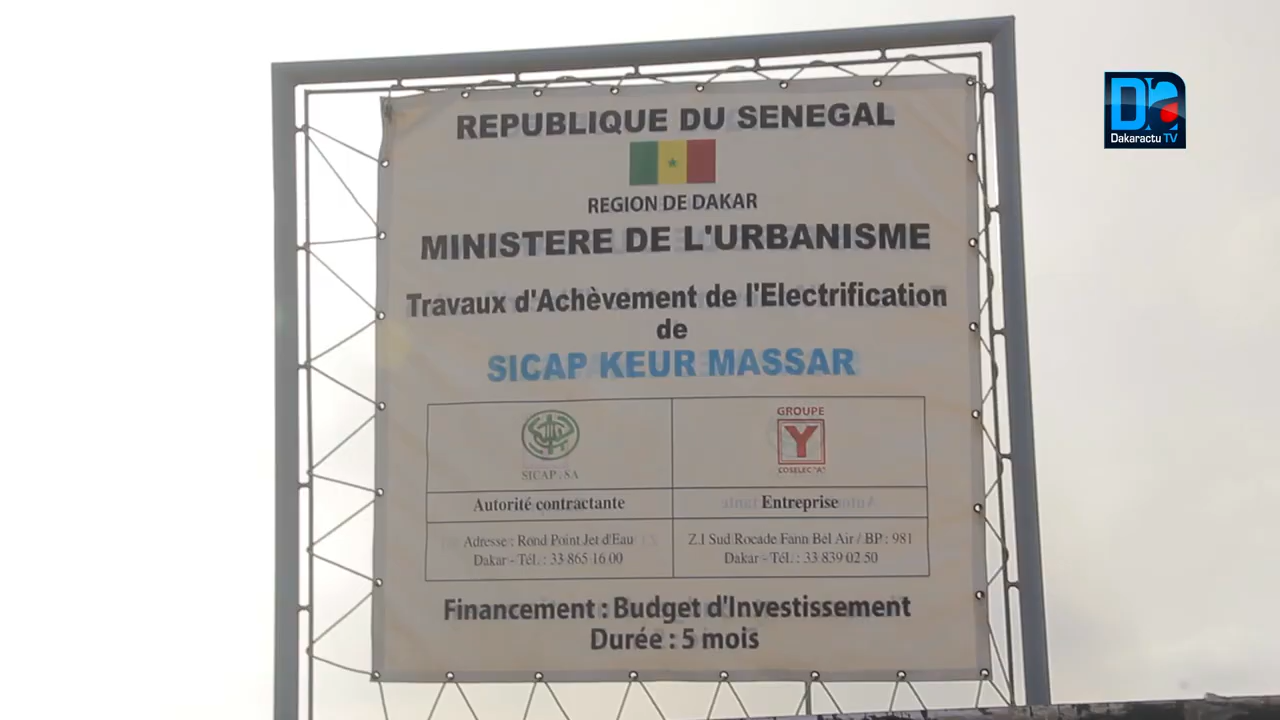 Dakaractu TV
REPUBLIQUE DU SENEGAL
REGION DE DAKAR
MINISTERE DE L'URBANISME
Travaux d'Achèvement de l'Electrification
de
SICAP KEUR MASSAR
SICAP . SA
GROUPE
Y
COSELEC "A"
Autorité contractante
Entreprise
Adresse : Rond Point Jet d'Eau
Dakar - Tél. : 33 865 16 00
Z.I Sud Rocade Fann Bel Air / BP : 981
Dakar - Tél. : 33 839 02 50
Financement : Budget d'Investissement
Durée : 5 mois